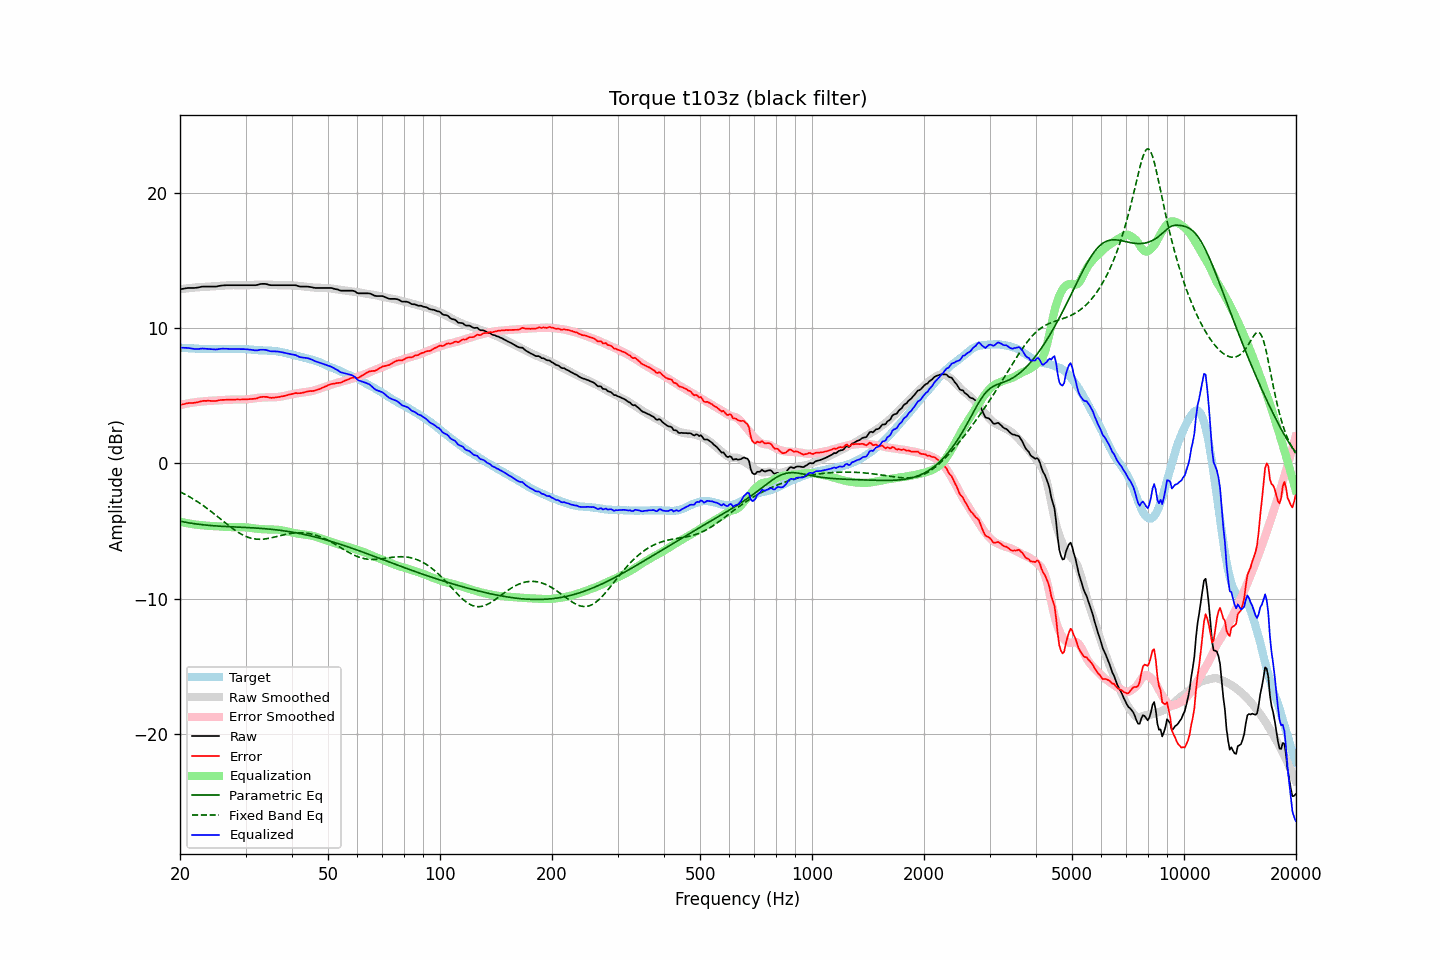 Torque t103z (black filter)
Amplitude (dBr)
20
10
0
−10
−20
Target
Raw Smoothed
Error Smoothed
Raw
Error
Equalization
Parametric Eq
Fixed Band Eq
Equalized
20 50 100 200 500 1000 2000 5000 10000 20000
Frequency (Hz)